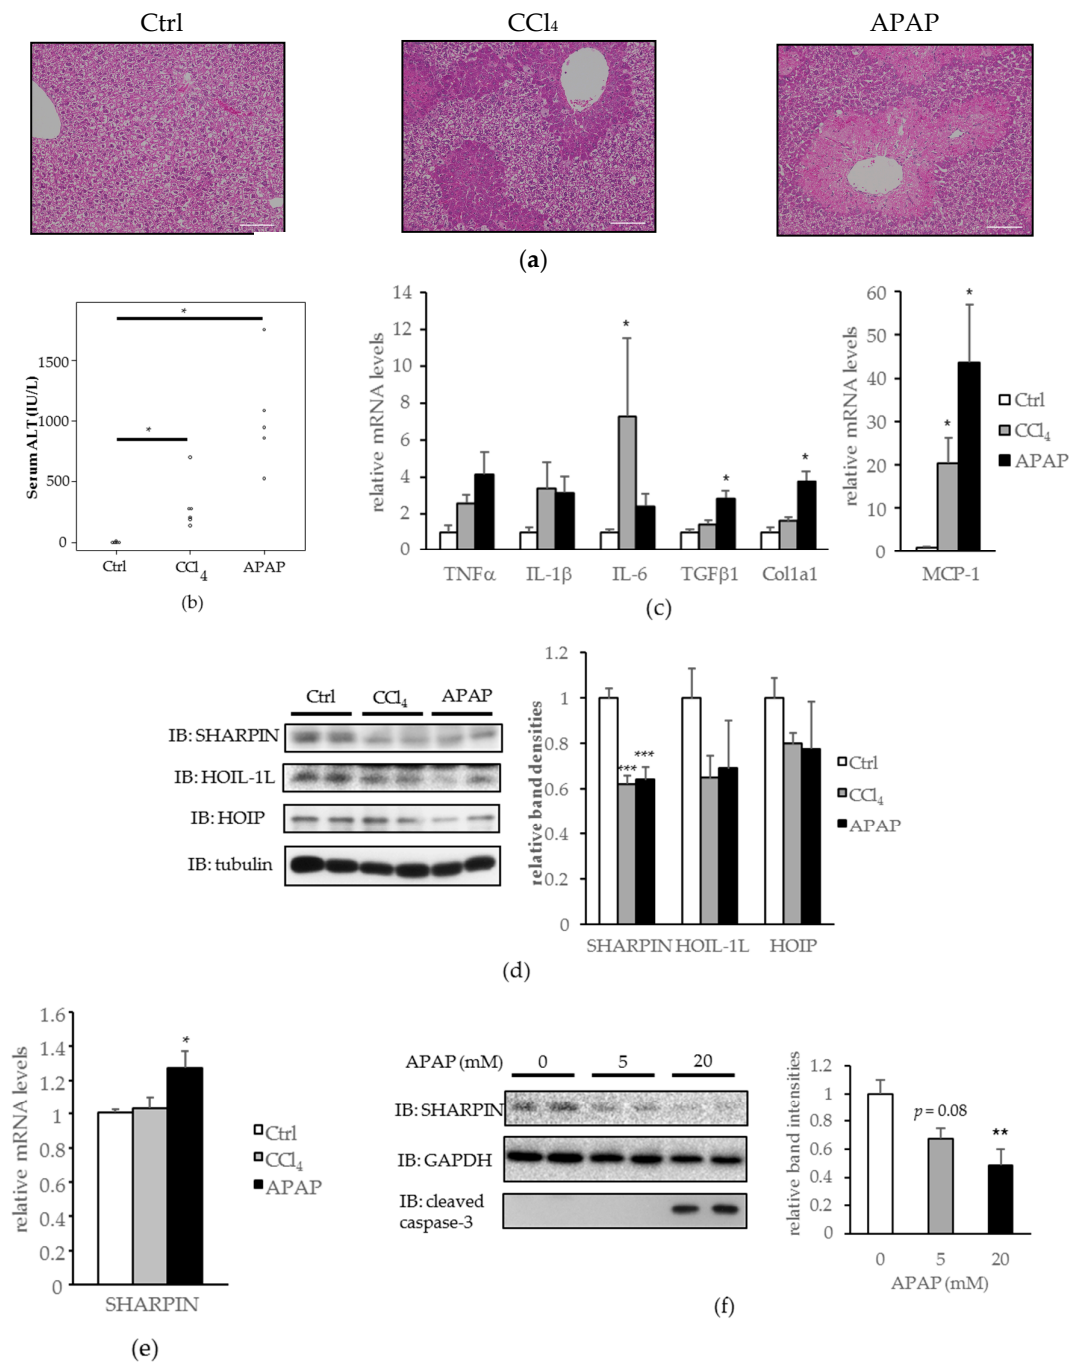 Ctrl CCl4 APAP
(a)
Serum ALT (IU/L)
1500
1000
500
0
*
*
Ctrl CCl4 APAP
(b)
relative mRNA levels
14
12
10
8
6
4
2
0
*
*
*
TNFα IL-1β IL-6 TGFβ1 Col1a1
relative mRNA levels
60
50
40
30
20
10
0
*
*
MCP-1
Ctrl
CCl4
APAP
(c)
Ctrl CCl4 APAP
IB: SHARPIN
IB: HOIL-1L
IB: HOIP
IB: tubulin
relative band densities
1.2
1
0.8
0.6
0.4
0.2
0
*** ***
SHARPIN HOIL-1L HOIP
Ctrl
CCl4
APAP
(d)
relative mRNA levels
1.6
1.4
1.2
1
0.8
0.6
0.4
0.2
0
*
SHARPIN
Ctrl
CCl4
APAP
(e)
APAP (mM) 0 5 20
IB: SHARPIN
IB: GAPDH
IB: cleaved
caspase-3
relative band intensities
1.2
1
0.8
0.6
0.4
0.2
0
p = 0.08
**
0 5 20
APAP (mM)
(f)